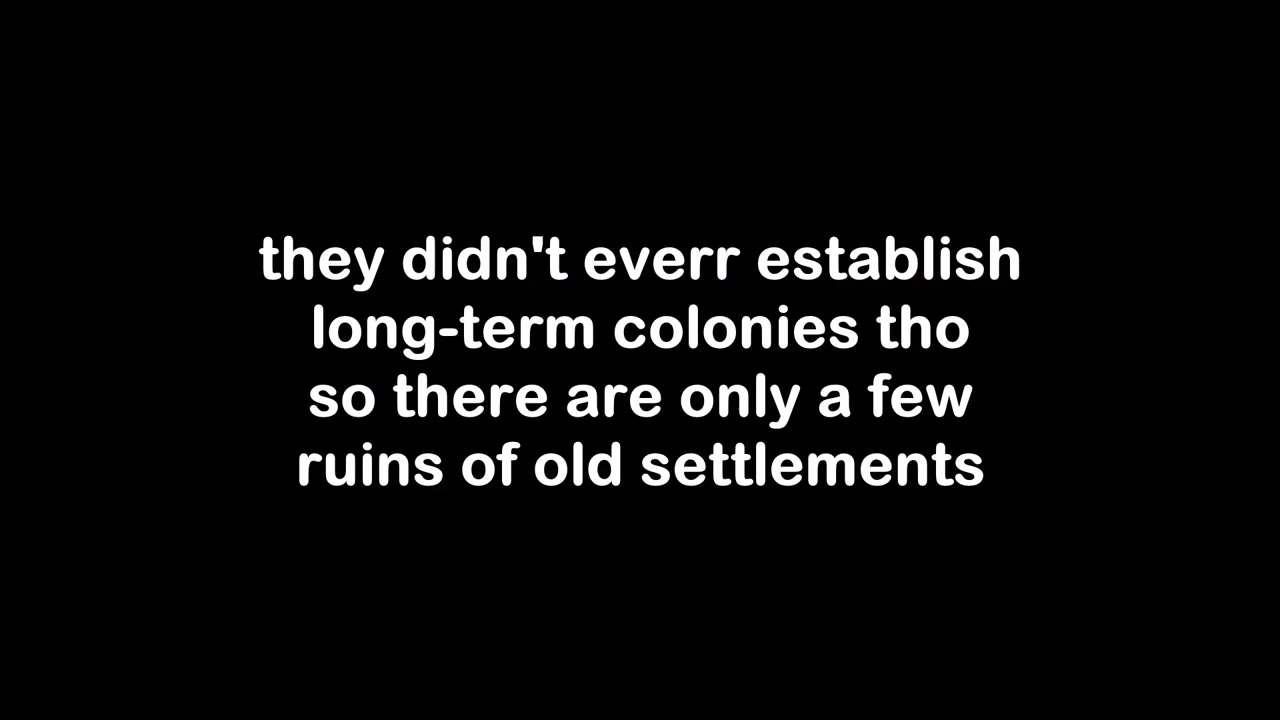 they didn't everr establish
long-term colonies tho
so there are only a few
ruins of old settlements